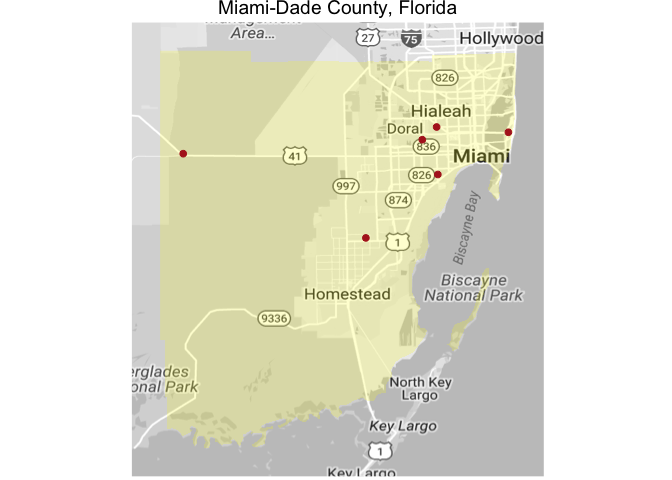 Miami-Dade County, Florida
Management
Area...
27
75
Hollywood
826
Hialeah
Doral
836
41
Miami
826
997
874
1
Biscayne Bay
Biscayne
National Park
Homestead
9336
erglades
onal Park
North Key
Largo
Key Largo
1
Key Largo